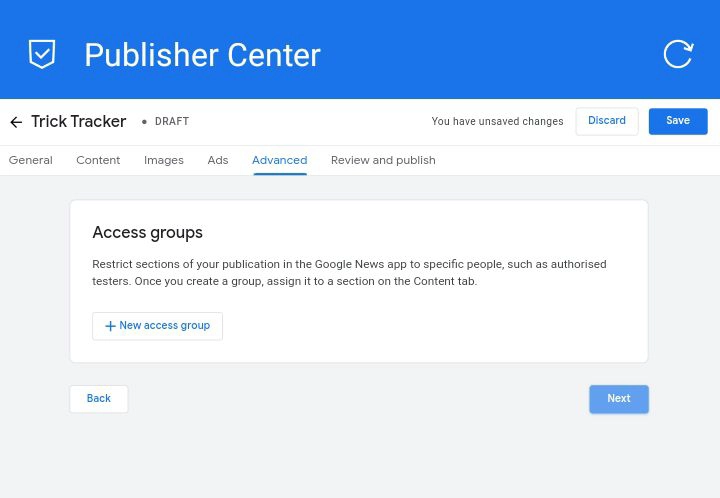 Publisher Center
Trick Tracker • DRAFT You have unsaved changes Discard Save
General Content Images Ads Advanced Review and publish
Access groups
Restrict sections of your publication in the Google News app to specific people, such as authorised
testers. Once you create a group, assign it to a section on the Content tab.
New access group
Back Next